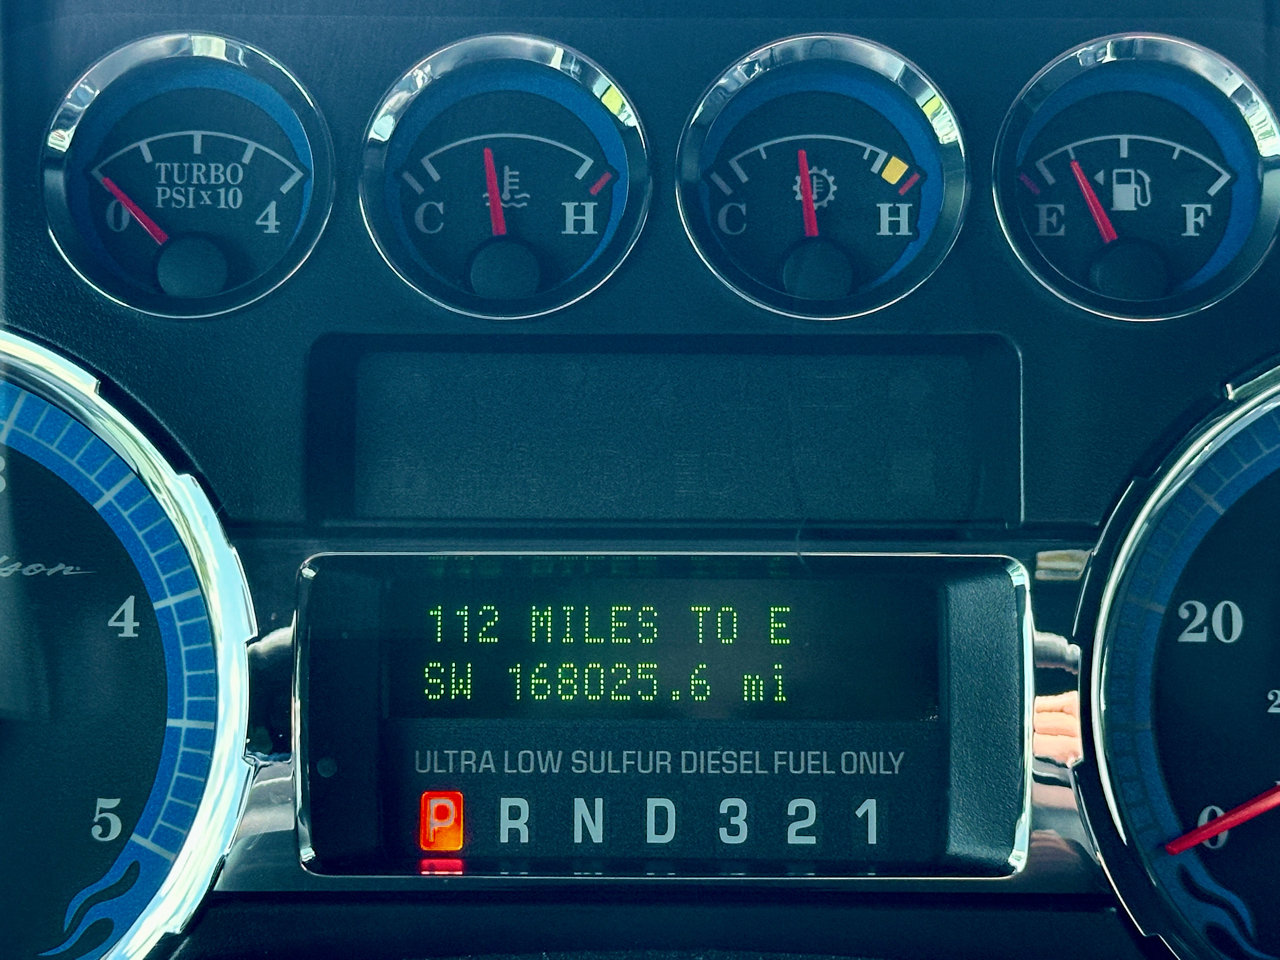 TURBO
PSI x 10
0 4
C H
C H
E F
4
5
20
0
112 MILES TO E
SW 168025.6 mi
ULTRA LOW SULFUR DIESEL FUEL ONLY
P R N D 3 2 1